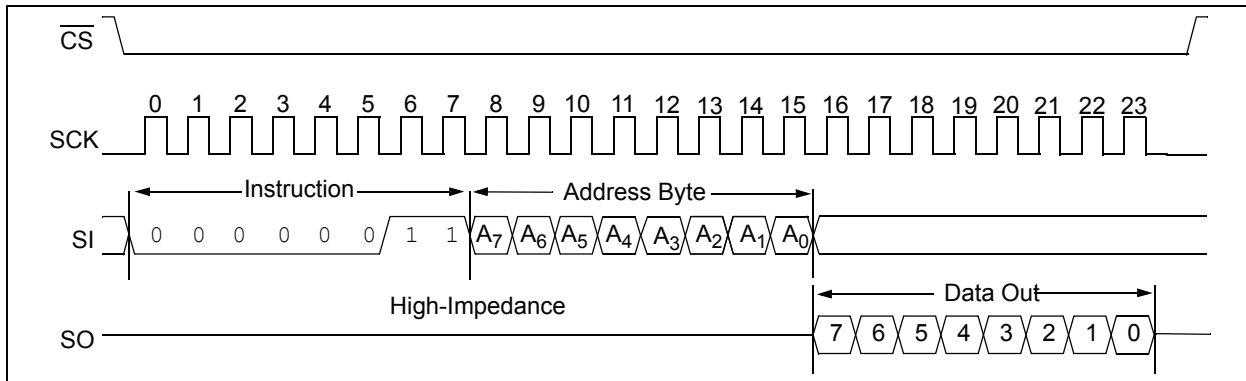 CS
0 1 2 3 4 5 6 7 8 9 10 11 12 13 14 15 16 17 18 19 20 21 22 23
SCK
Instruction Address Byte
SI 0 0 0 0 0 0 1 1 A7 A6 A5 A4 A3 A2 A1 A0
High-Impedance Data Out
SO 7 6 5 4 3 2 1 0